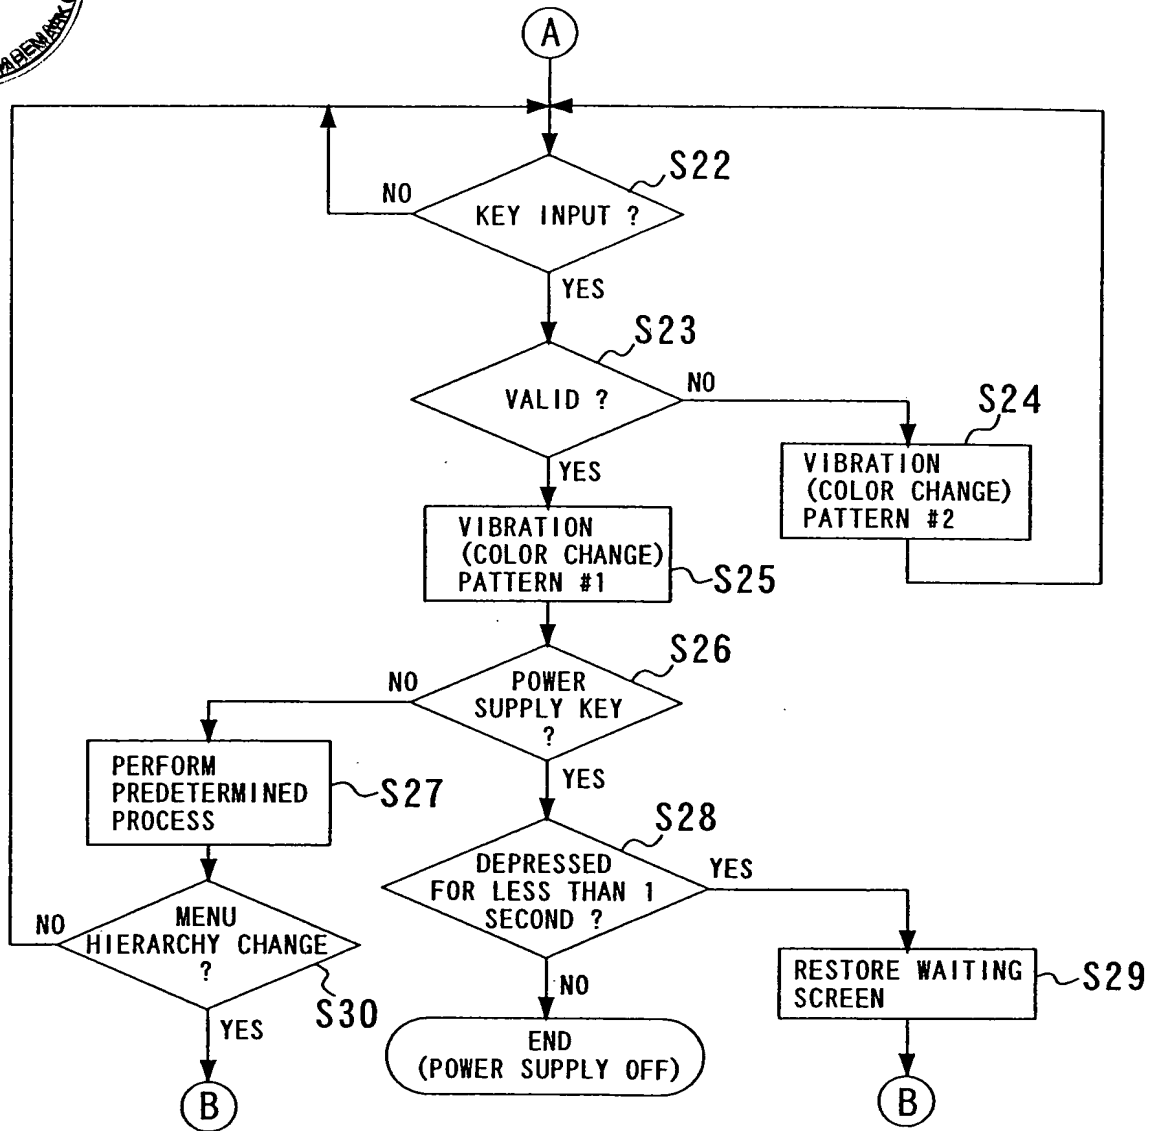 TRADEMARK
A
S22
NO
KEY INPUT ?
YES
S23
VALID ?
NO
S24
YES
VIBRATION
(COLOR CHANGE)
PATTERN #2
VIBRATION
(COLOR CHANGE)
PATTERN #1
S25
S26
NO
POWER
SUPPLY KEY
?
YES
PERFORM
PREDETERMINED
PROCESS
S27
S28
DEPRESSED
FOR LESS THAN 1
SECOND ?
YES
NO
MENU
HIERARCHY CHANGE
?
S30
YES
NO
RESTORE WAITING
SCREEN
S29
END
(POWER SUPPLY OFF)
B
B